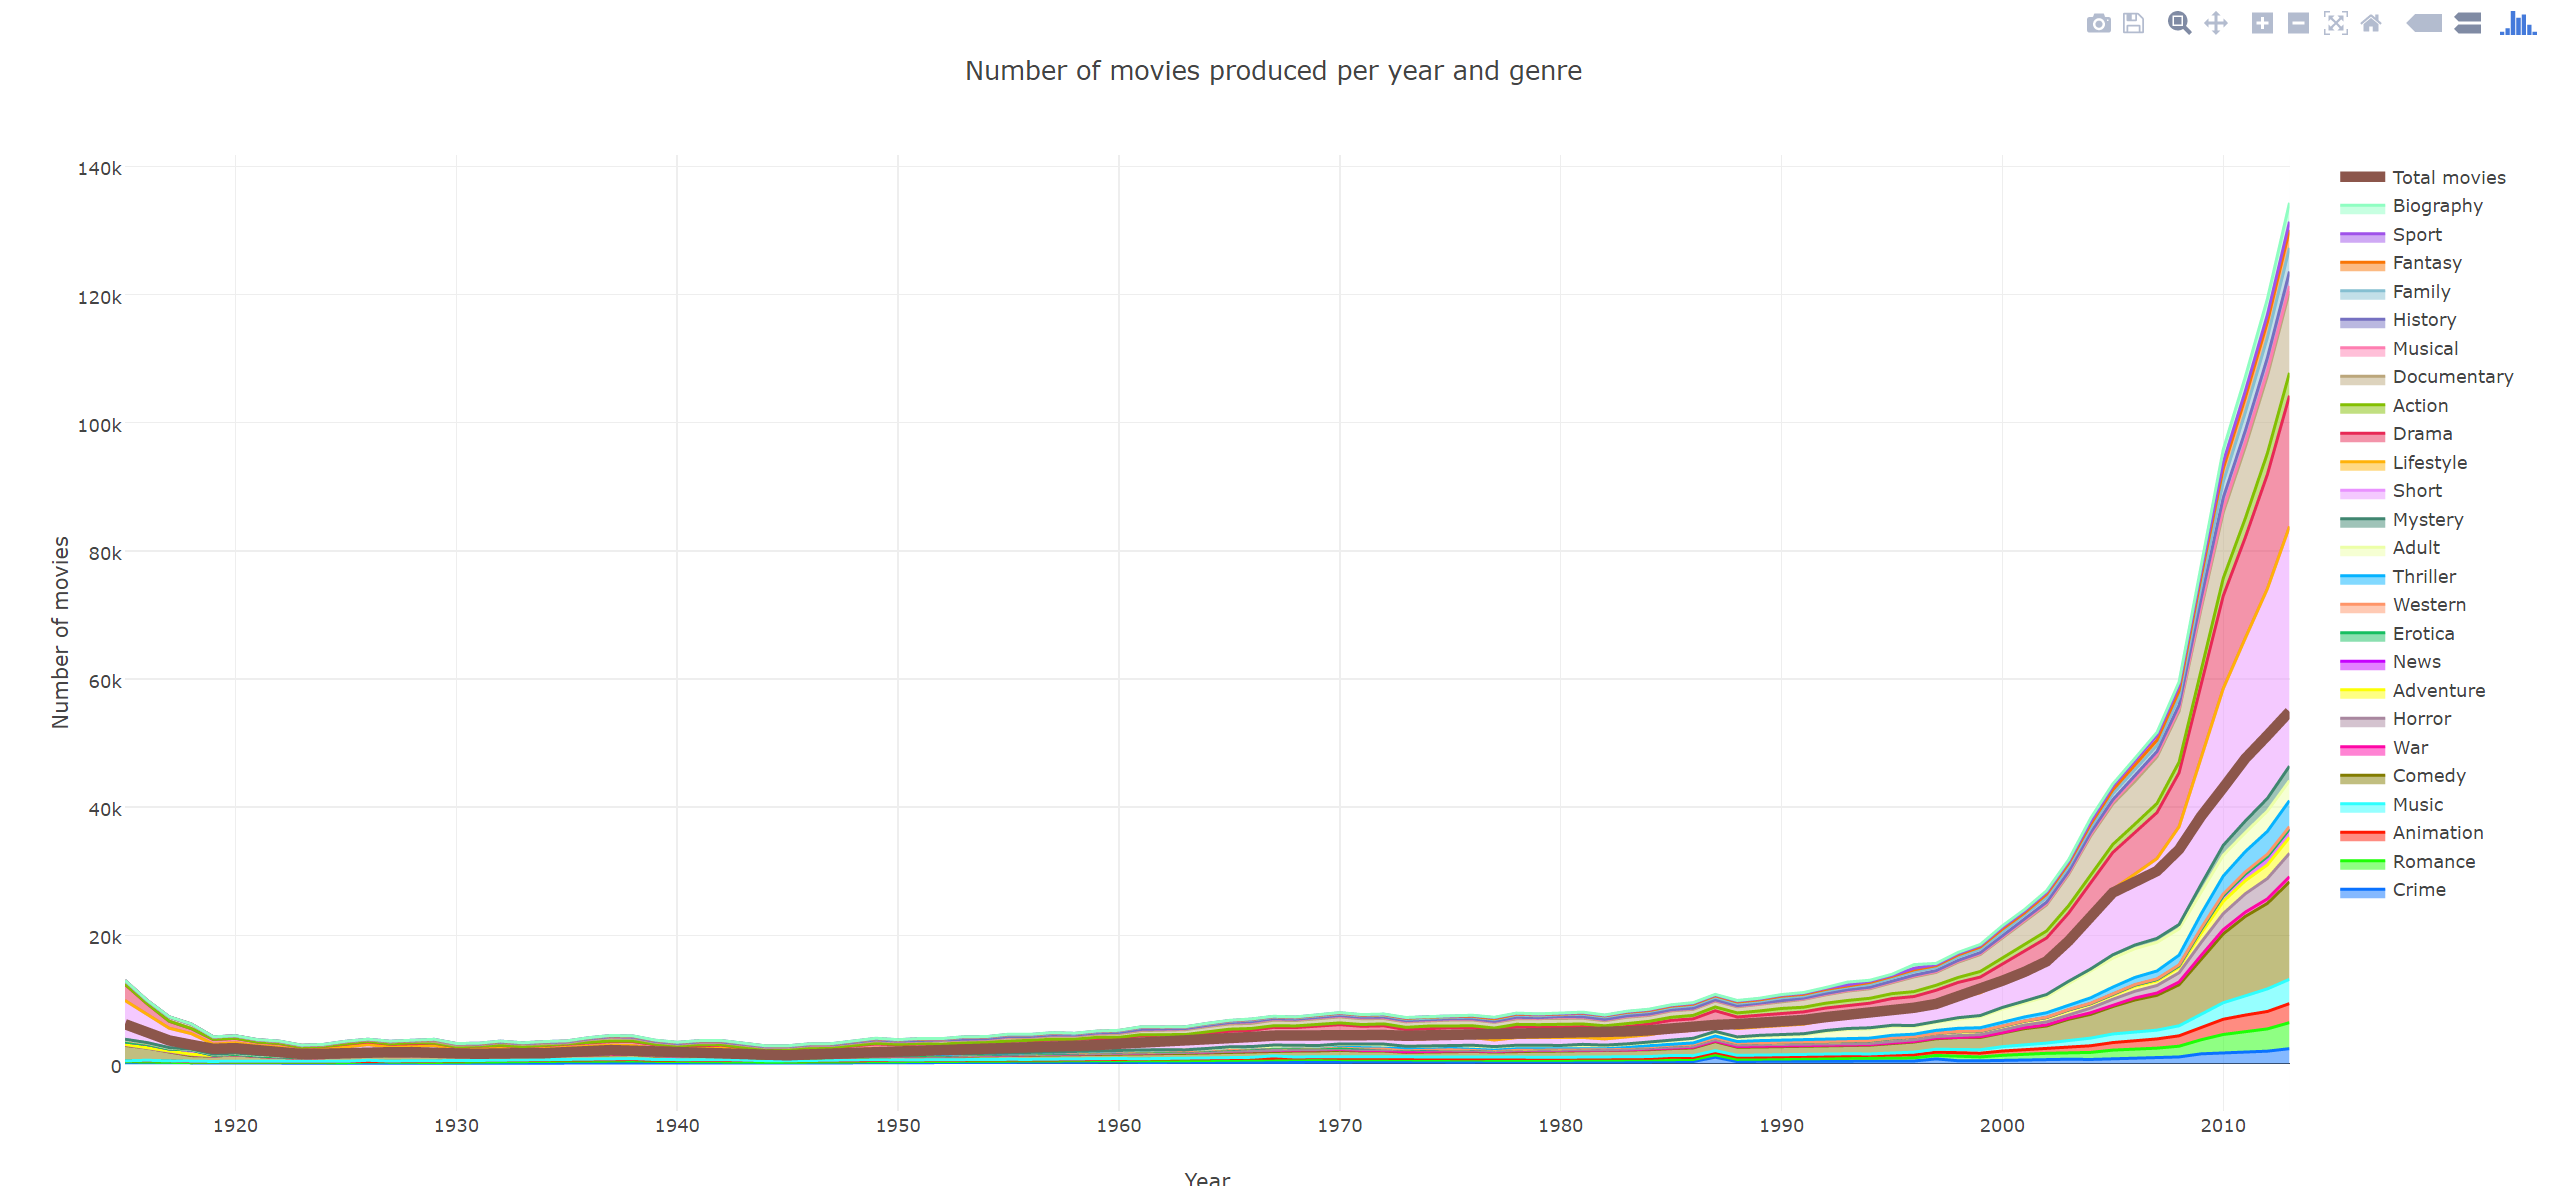 Number of movies produced per year and genre
140k
120k
100k
80k
60k
40k
20k
0
Number of movies
1920 1930 1940 1950 1960 1970 1980 1990 2000 2010
Year
Total movies
Biography
Sport
Fantasy
Family
History
Musical
Documentary
Action
Drama
Lifestyle
Short
Mystery
Adult
Thriller
Western
Erotica
News
Adventure
Horror
War
Comedy
Music
Animation
Romance
Crime